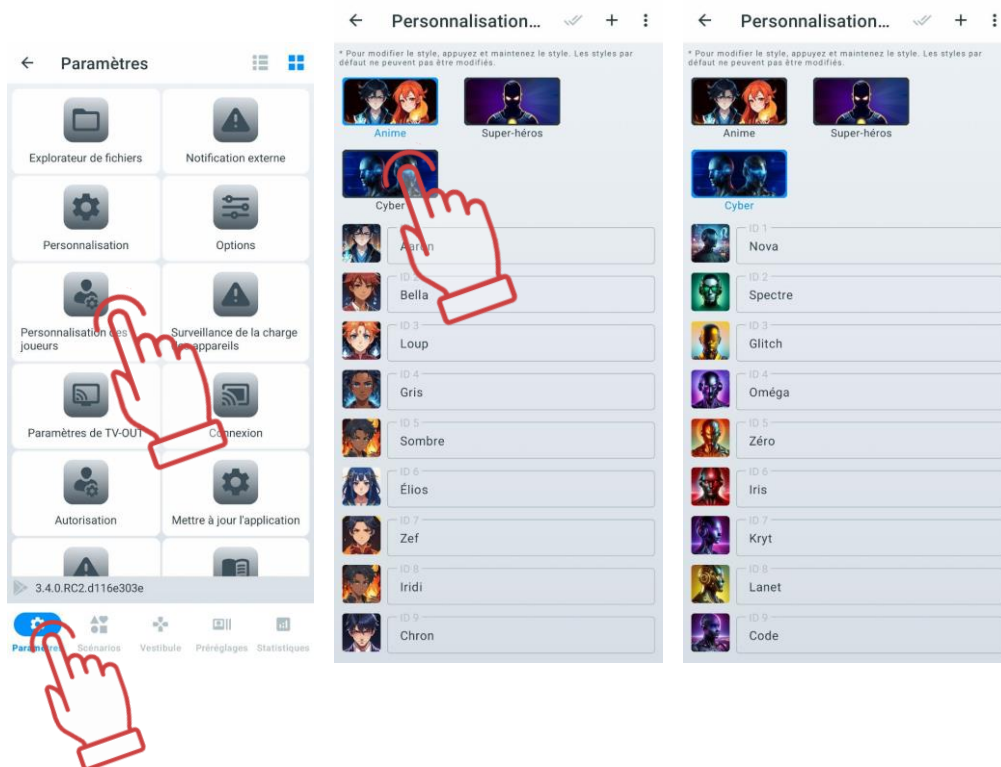 Paramètres
Explorateur de fichiers
Notification externe
Personnalisation
Options
Personnalisation des joueurs
Surveillance de la charge des appareils
Paramètres de TV-OUT
Connexion
Autorisation
Mettre à jour l'application
3.4.0.RC2.d116e303e
Paramètres
Scénarios
Vestibule
Préréglages
Statistiques
Personnalisation...
* Pour modifier le style, appuyez et maintenez le style. Les styles par
défaut ne peuvent pas être modifiés.
Anime
Super-héros
Cyber
Aaron
ID 2
Bella
ID 3
Loup
ID 4
Gris
ID 5
Sombre
ID 6
Élios
ID 7
Zef
ID 8
Iridi
ID 9
Chron
Personnalisation...
* Pour modifier le style, appuyez et maintenez le style. Les styles par
défaut ne peuvent pas être modifiés.
Anime
Super-héros
Cyber
ID 1
Nova
ID 2
Spectre
ID 3
Glitch
ID 4
Oméga
ID 5
Zéro
ID 6
Iris
ID 7
Kryt
ID 8
Lanet
ID 9
Code